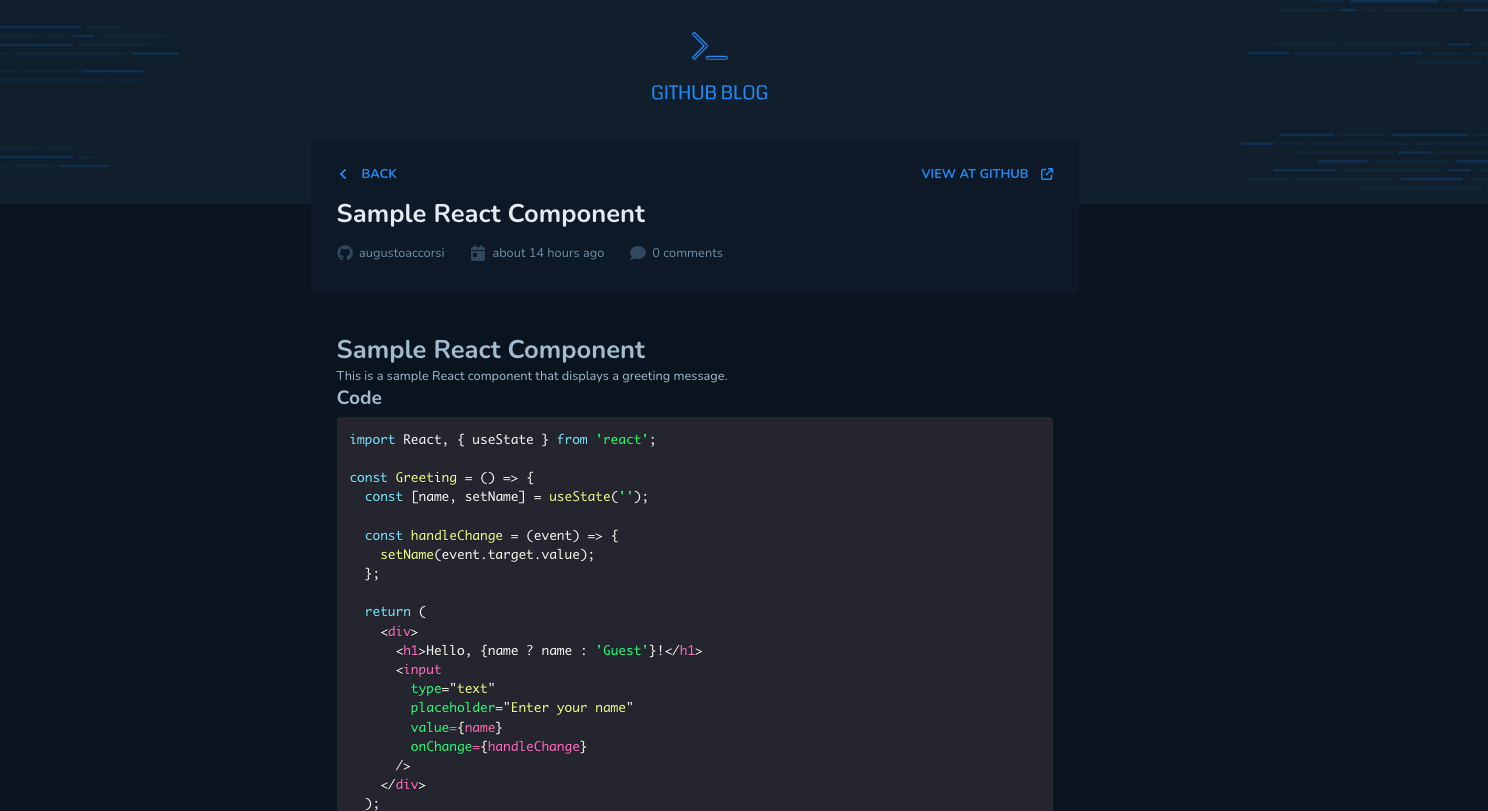 GITHUB BLOG
BACK VIEW AT GITHUB
Sample React Component
augustoaccorsi about 14 hours ago 0 comments
Sample React Component
This is a sample React component that displays a greeting message.
Code
import React, { useState } from 'react';
const Greeting = () => {
  const [name, setName] = useState('');
  const handleChange = (event) => {
    setName(event.target.value);
  };
  return (
    <div>
      <h1>Hello, {name ? name : 'Guest'}!</h1>
      <input
        type="text"
        placeholder="Enter your name"
        value={name}
        onChange={handleChange}
      />
    </div>
  );